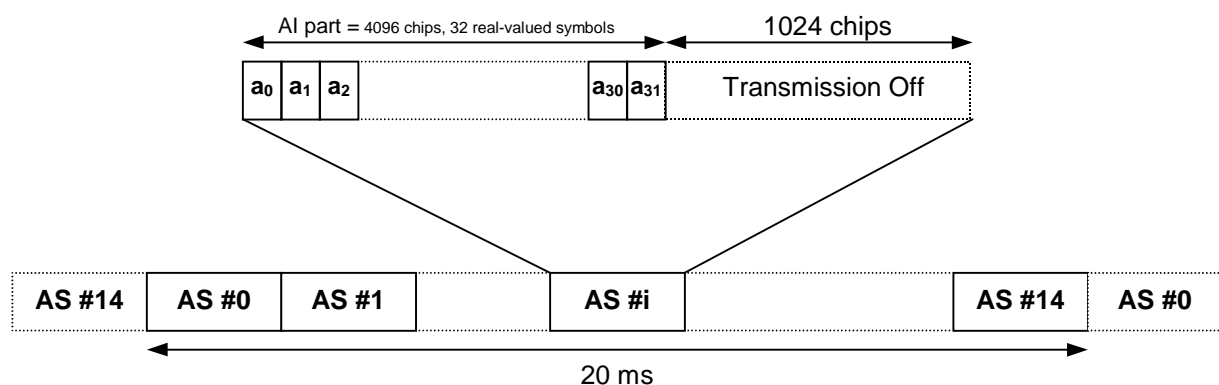 AI part = 4096 chips, 32 real-valued symbols
1024 chips
a0 a1 a2 a30 a31 Transmission Off
AS #14 AS #0 AS #1 AS #i AS #14 AS #0
20 ms